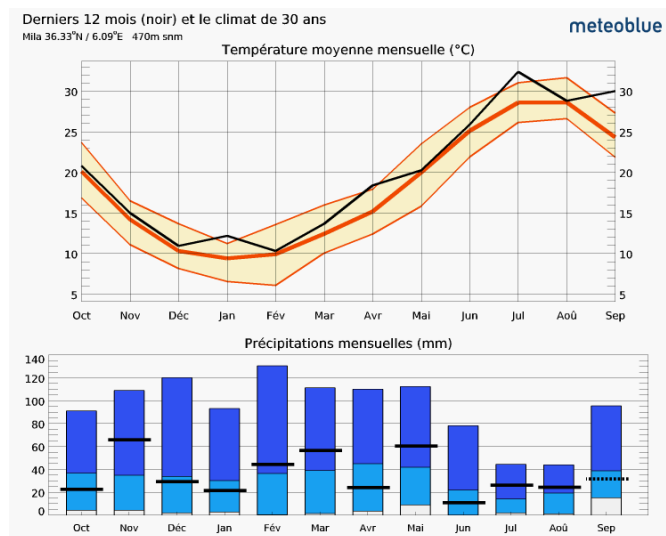 Derniers 12 mois (noir) et le climat de 30 ans
meteoblue
Mila 36.33°N / 6.09°E 470m snm
Température moyenne mensuelle (°C)
30 30
25 25
20 20
15 15
10 10
5 5
Oct Nov Déc Jan Fév Mar Avr Mai Jun Jul Aoû Sep
Précipitations mensuelles (mm)
140
120
100
80
60
40
20
0
Oct Nov Déc Jan Fév Mar Avr Mai Jun Jul Aoû Sep